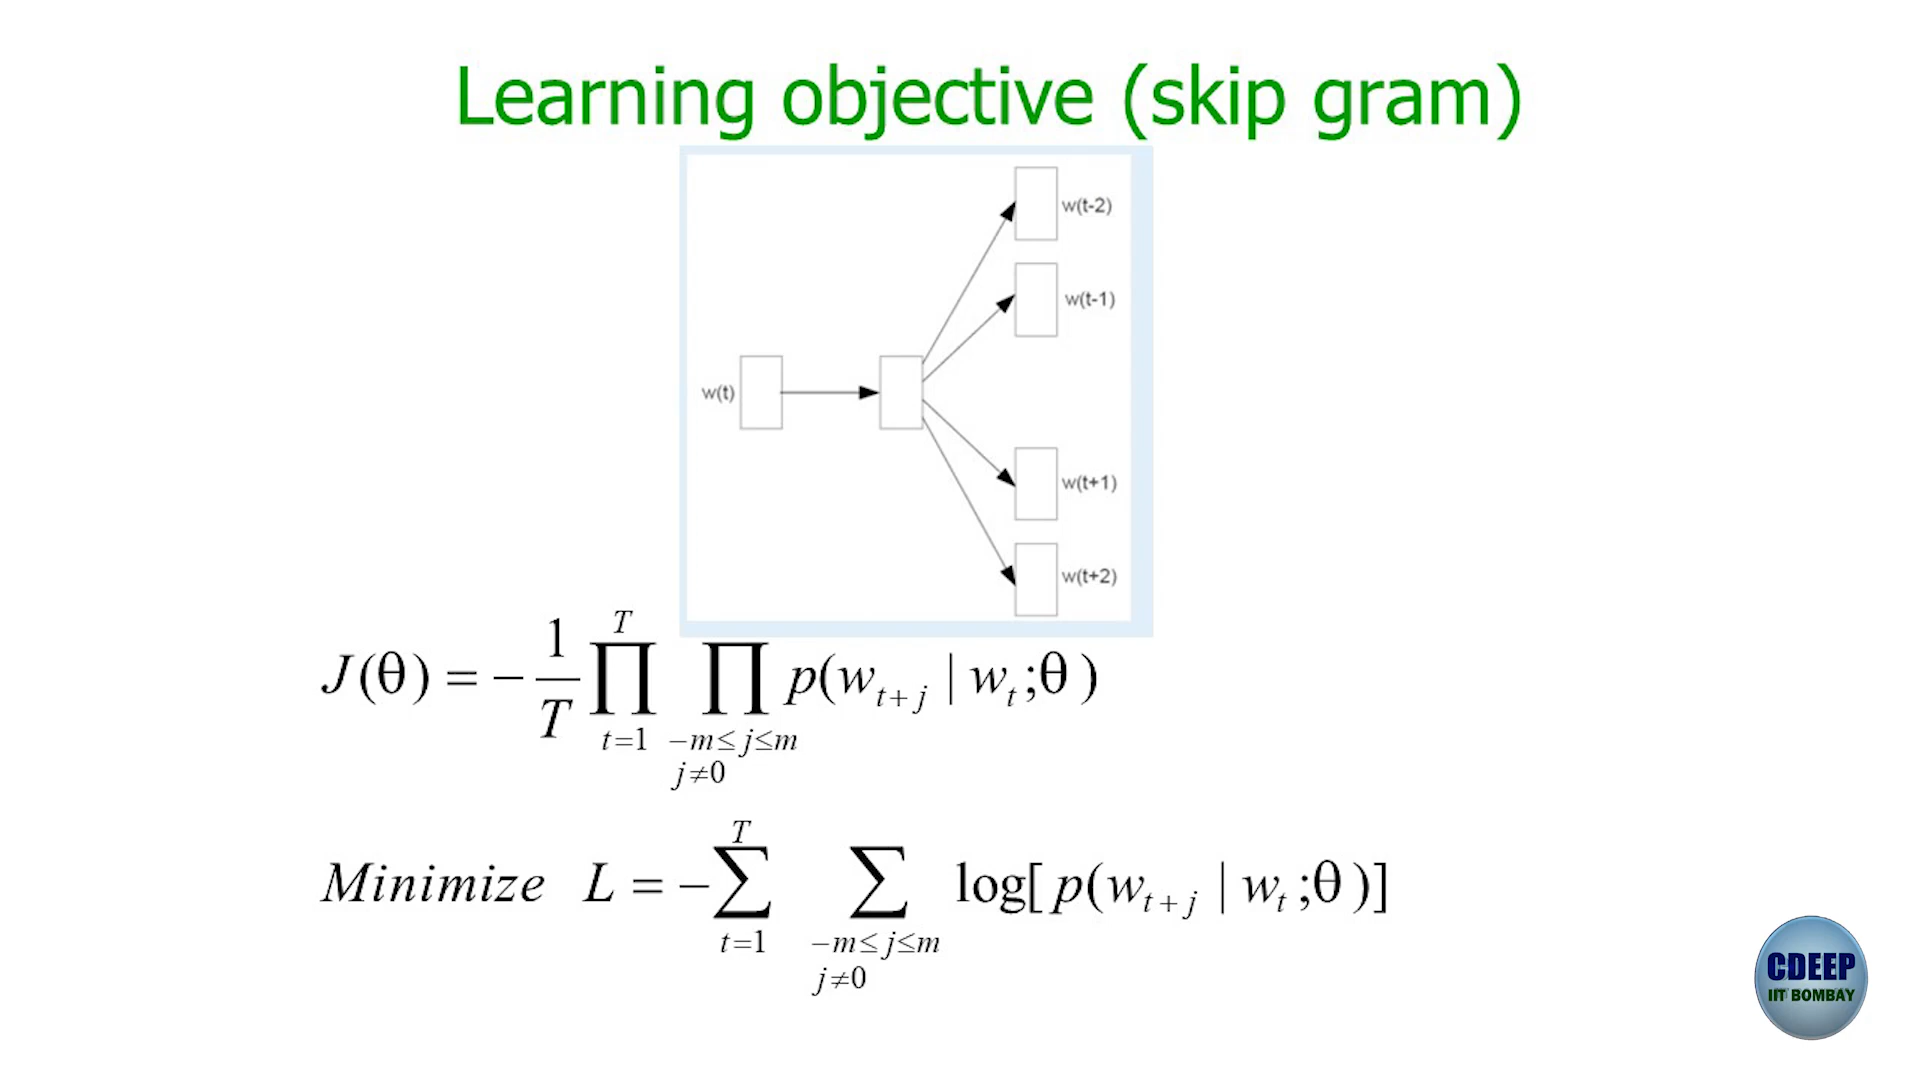 Learning objective (skip gram)
w(t-2)
w(t-1)
w(t)
w(t+1)
w(t+2)
J(θ) = −1/T ∏_{t=1}^{T} ∏_{−m≤j≤m j≠0} p(w_{t+j} | w_t;θ)
Minimize L = −∑_{t=1}^{T} ∑_{−m≤j≤m j≠0} log[p(w_{t+j} | w_t;θ)]
CDEEP
IIT BOMBAY